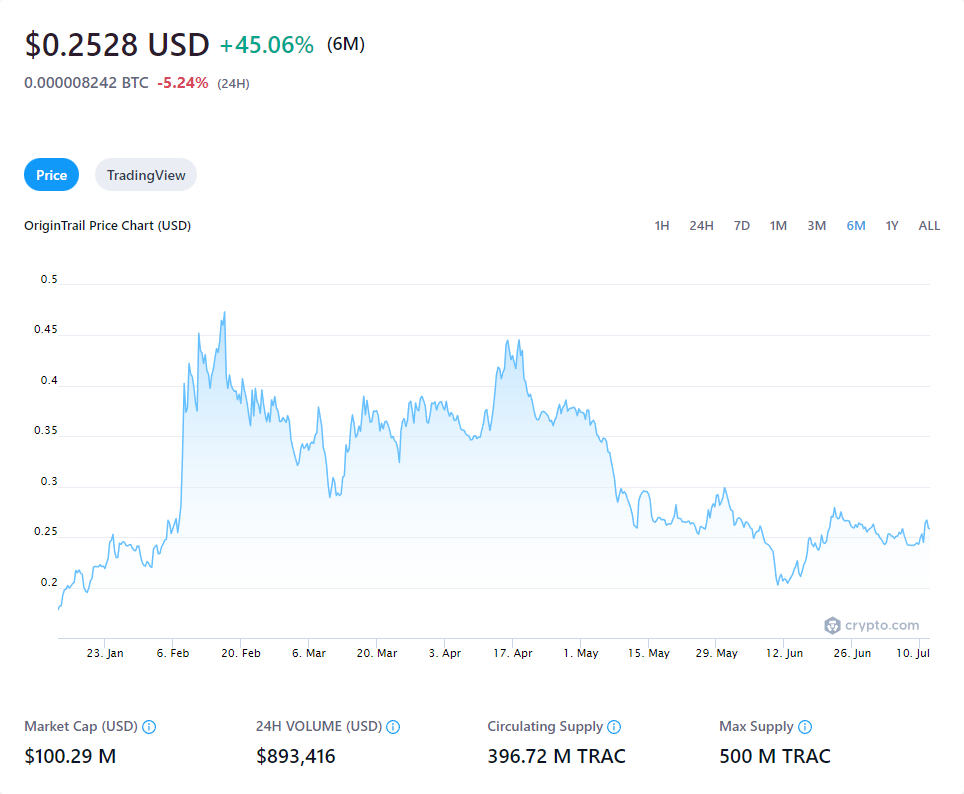 $0.2528 USD +45.06% (6M)
0.000008242 BTC -5.24% (24H)
Price TradingView
OriginTrail Price Chart (USD) 1H 24H 7D 1M 3M 6M 1Y ALL
0.5
0.45
0.4
0.35
0.3
0.25
0.2
crypto.com
23. Jan 6. Feb 20. Feb 6. Mar 20. Mar 3. Apr 17. Apr 1. May 15. May 29. May 12. Jun 26. Jun 10. Jul
Market Cap (USD) 24H VOLUME (USD) Circulating Supply Max Supply
$100.29 M $893,416 396.72 M TRAC 500 M TRAC